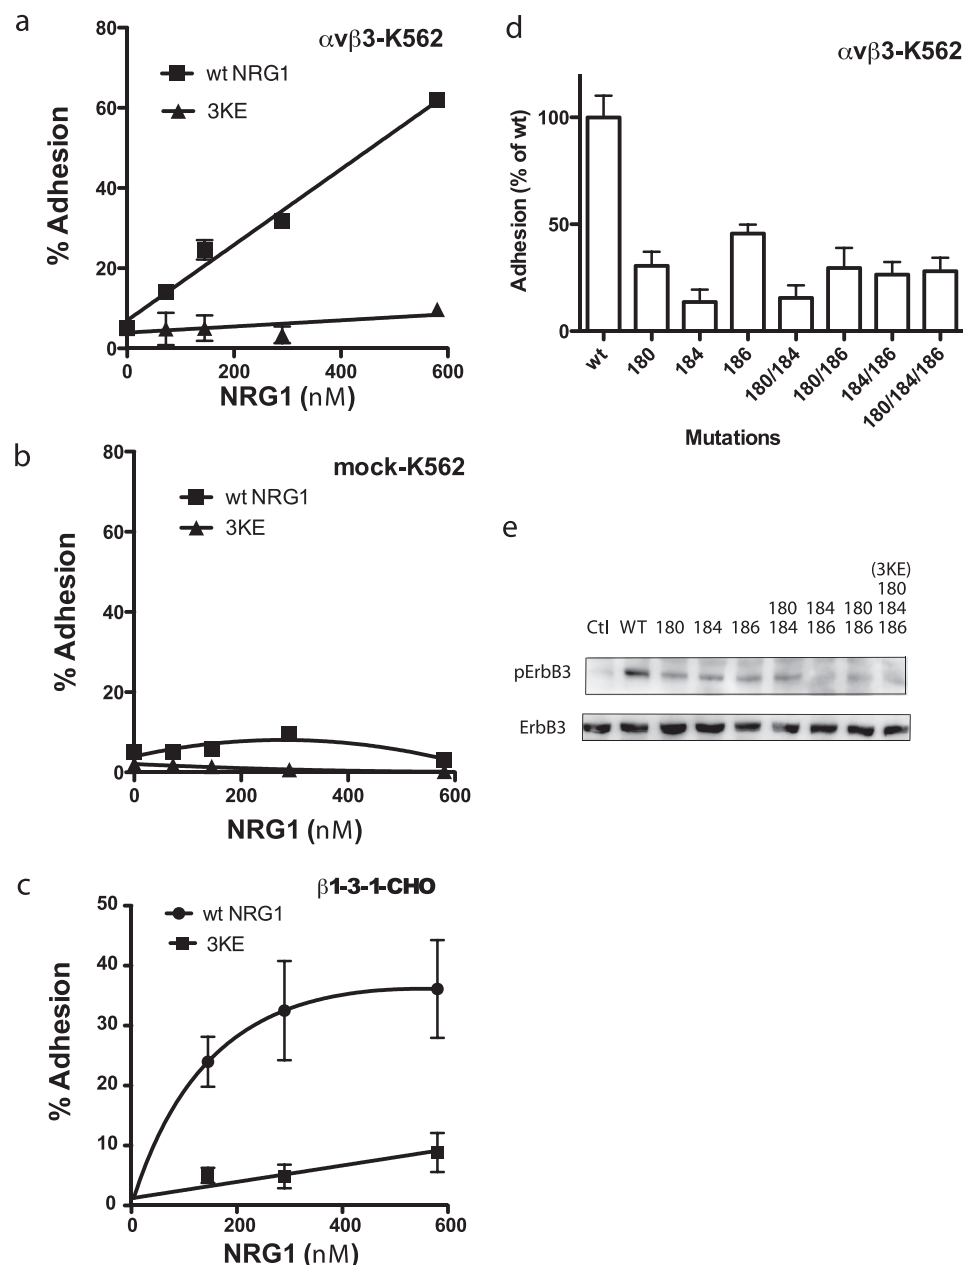 a
αvβ3-K562
wt NRG1
3KE
% Adhesion
80
60
40
20
0
0 200 400 600
NRG1 (nM)
b
mock-K562
wt NRG1
3KE
% Adhesion
80
60
40
20
0
0 200 400 600
NRG1 (nM)
c
β1-3-1-CHO
wt NRG1
3KE
% Adhesion
50
40
30
20
10
0
0 200 400 600
NRG1 (nM)
d
αvβ3-K562
Adhesion (% of wt)
100
50
0
wt 180 184 186 180/184 180/186 184/186 180/184/186
Mutations
e
(3KE)
180
180 184 180 184
Ctl WT 180 184 186 184 186 186 186
pErbB3
ErbB3